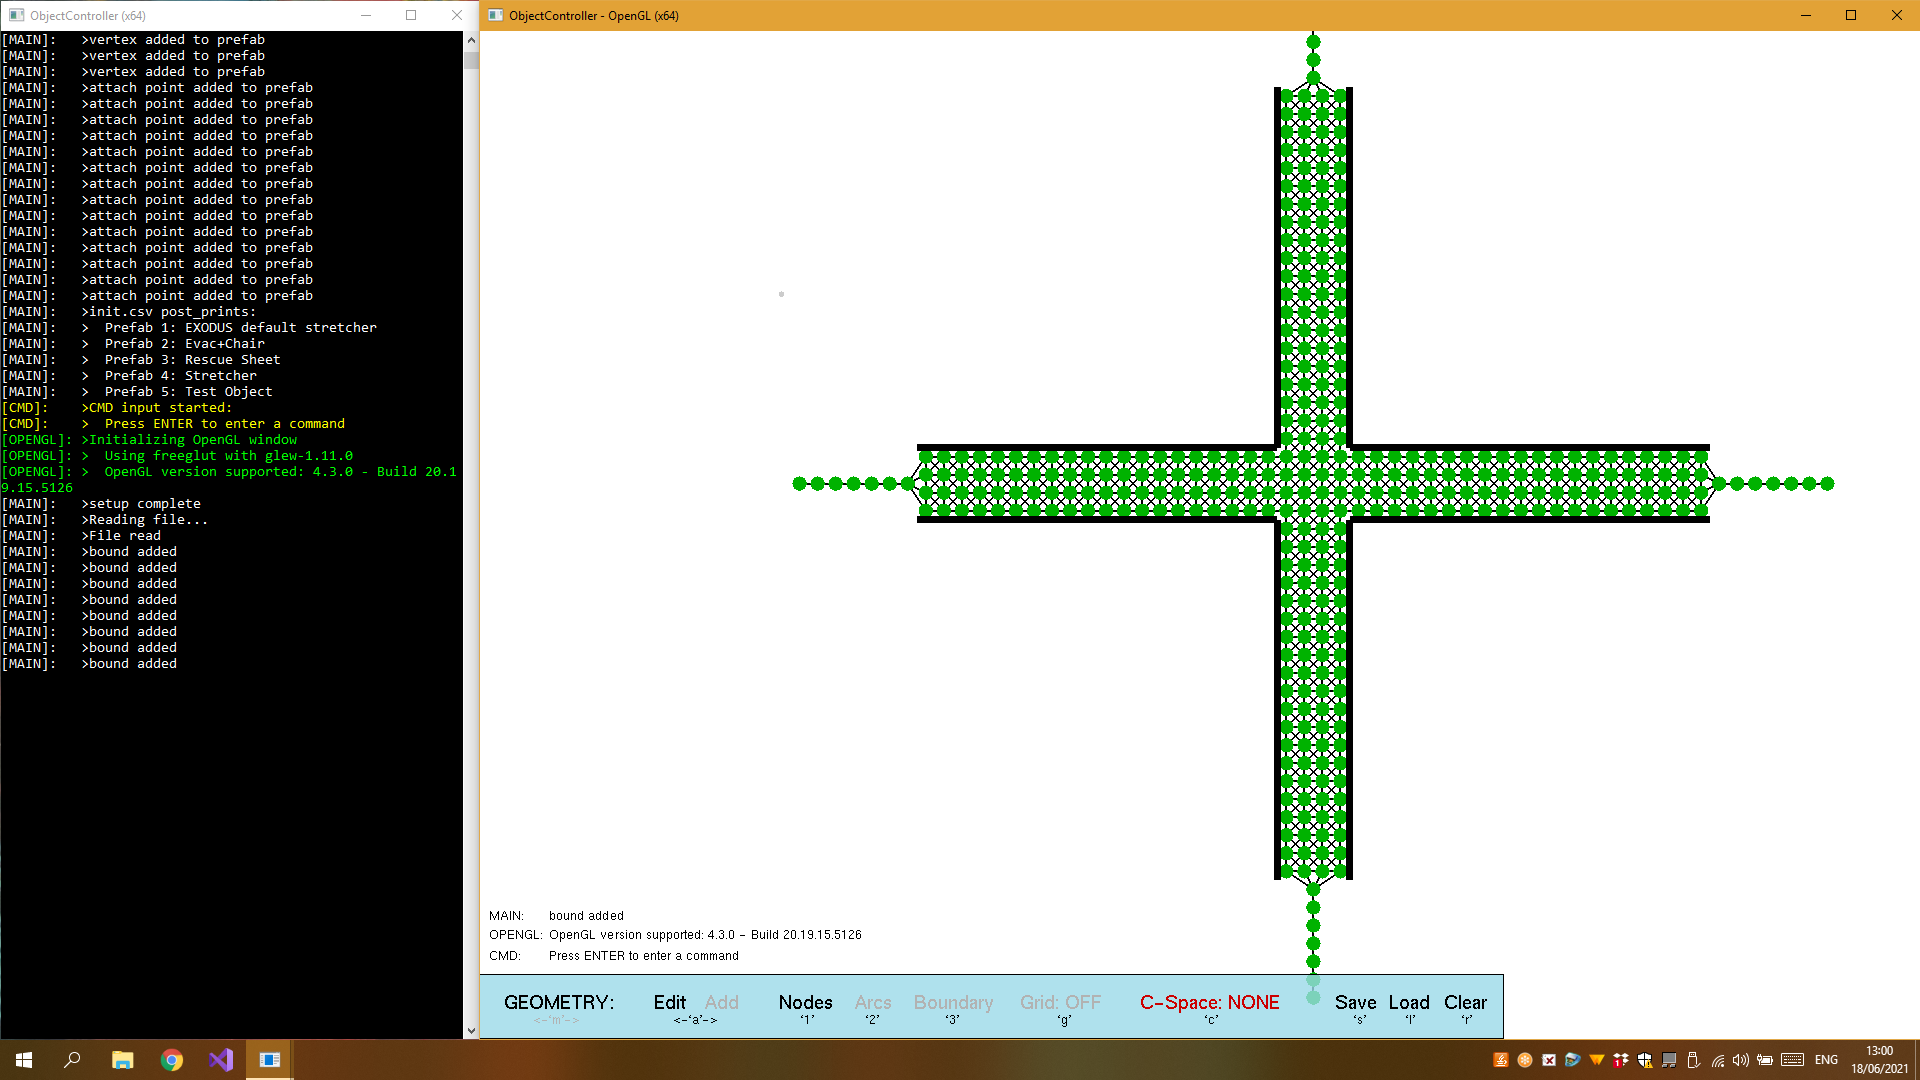 ObjectController (x64)
[MAIN]: >vertex added to prefab
[MAIN]: >vertex added to prefab
[MAIN]: >vertex added to prefab
[MAIN]: >attach point added to prefab
[MAIN]: >attach point added to prefab
[MAIN]: >attach point added to prefab
[MAIN]: >attach point added to prefab
[MAIN]: >attach point added to prefab
[MAIN]: >attach point added to prefab
[MAIN]: >attach point added to prefab
[MAIN]: >attach point added to prefab
[MAIN]: >attach point added to prefab
[MAIN]: >attach point added to prefab
[MAIN]: >attach point added to prefab
[MAIN]: >attach point added to prefab
[MAIN]: >attach point added to prefab
[MAIN]: >attach point added to prefab
[MAIN]: >init.csv post_prints:
[MAIN]: > Prefab 1: EXODUS default stretcher
[MAIN]: > Prefab 2: Evac+Chair
[MAIN]: > Prefab 3: Rescue Sheet
[MAIN]: > Prefab 4: Stretcher
[MAIN]: > Prefab 5: Test Object
[CMD]: >CMD input started:
[CMD]: > Press ENTER to enter a command
[OPENGL]: >Initializing OpenGL window
[OPENGL]: > Using freeglut with glew-1.11.0
[OPENGL]: > OpenGL version supported: 4.3.0 - Build 20.1
9.15.5126
[MAIN]: >setup complete
[MAIN]: >Reading file...
[MAIN]: >File read
[MAIN]: >bound added
[MAIN]: >bound added
[MAIN]: >bound added
[MAIN]: >bound added
[MAIN]: >bound added
[MAIN]: >bound added
[MAIN]: >bound added
[MAIN]: >bound added
ObjectController - OpenGL (x64)
MAIN: bound added
OPENGL: OpenGL version supported: 4.3.0 - Build 20.19.15.5126
CMD: Press ENTER to enter a command
GEOMETRY: Edit Add Nodes Arcs Boundary Grid: OFF C-Space: NONE Save Load Clear
<-'m'-> <-'a'-> '1' '2' '3' 'g' 'c' 's' 'l' 'r'
ENG
13:00
18/06/2021